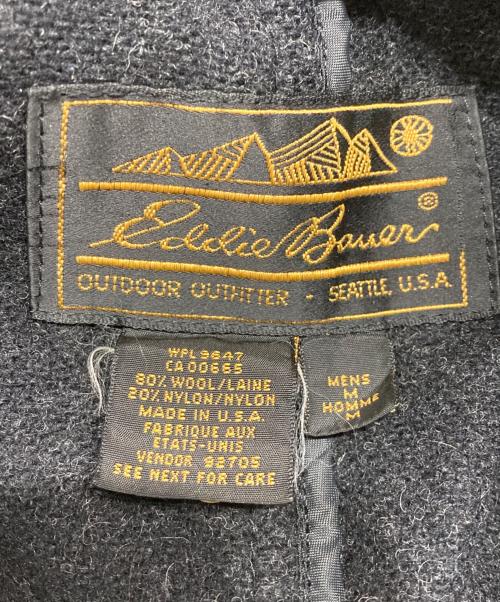 Eddie Bauer®
OUTDOOR OUTFITTER · SEATTLE, U.S.A.
WPL 9647
CA 00665
80% WOOL/LAINE
20% NYLON/NYLON
MADE IN U.S.A.
FABRIQUE AUX
ETATS-UNIS
VENDOR 92705
SEE NEXT FOR CARE
MENS
M
HOMME
M